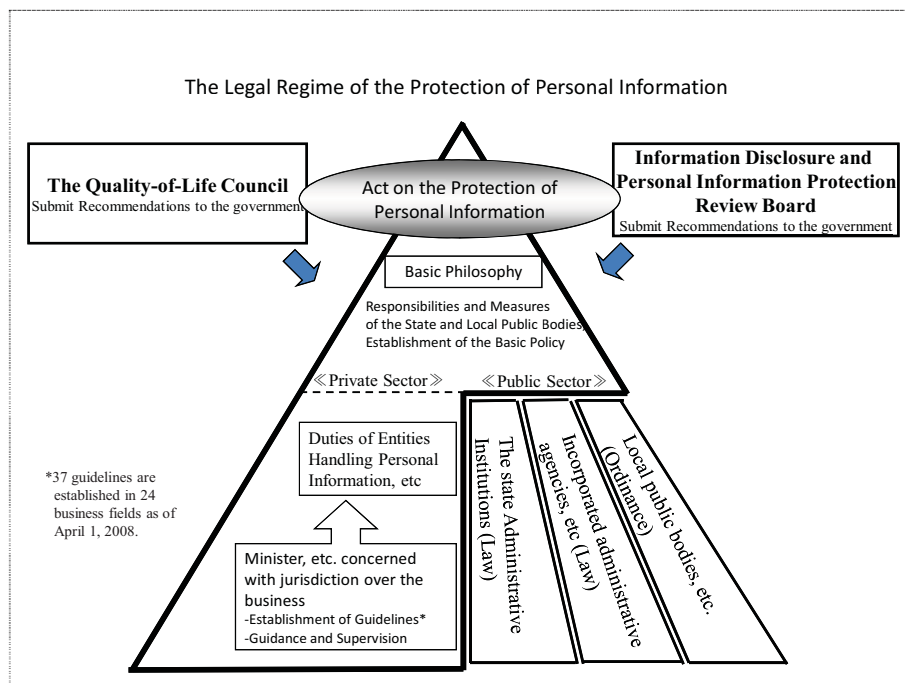 The Legal Regime of the Protection of Personal Information
The Quality-of-Life Council
Submit Recommendations to the government
Act on the Protection of
Personal Information
Information Disclosure and
Personal Information Protection
Review Board
Submit Recommendations to the government
Basic Philosophy
Responsibilities and Measures
of the State and Local Public Bodies,
Establishment of the Basic Policy
≪Private Sector≫
≪Public Sector≫
Duties of Entities
Handling Personal
Information, etc
Minister, etc. concerned
with jurisdiction over the
business
-Establishment of Guidelines*
-Guidance and Supervision
*37 guidelines are
established in 24
business fields as of
April 1, 2008.
The state Administrative
Institutions (Law)
Incorporated administrative
agencies, etc (Law)
Local public bodies, etc.
(Ordinance)